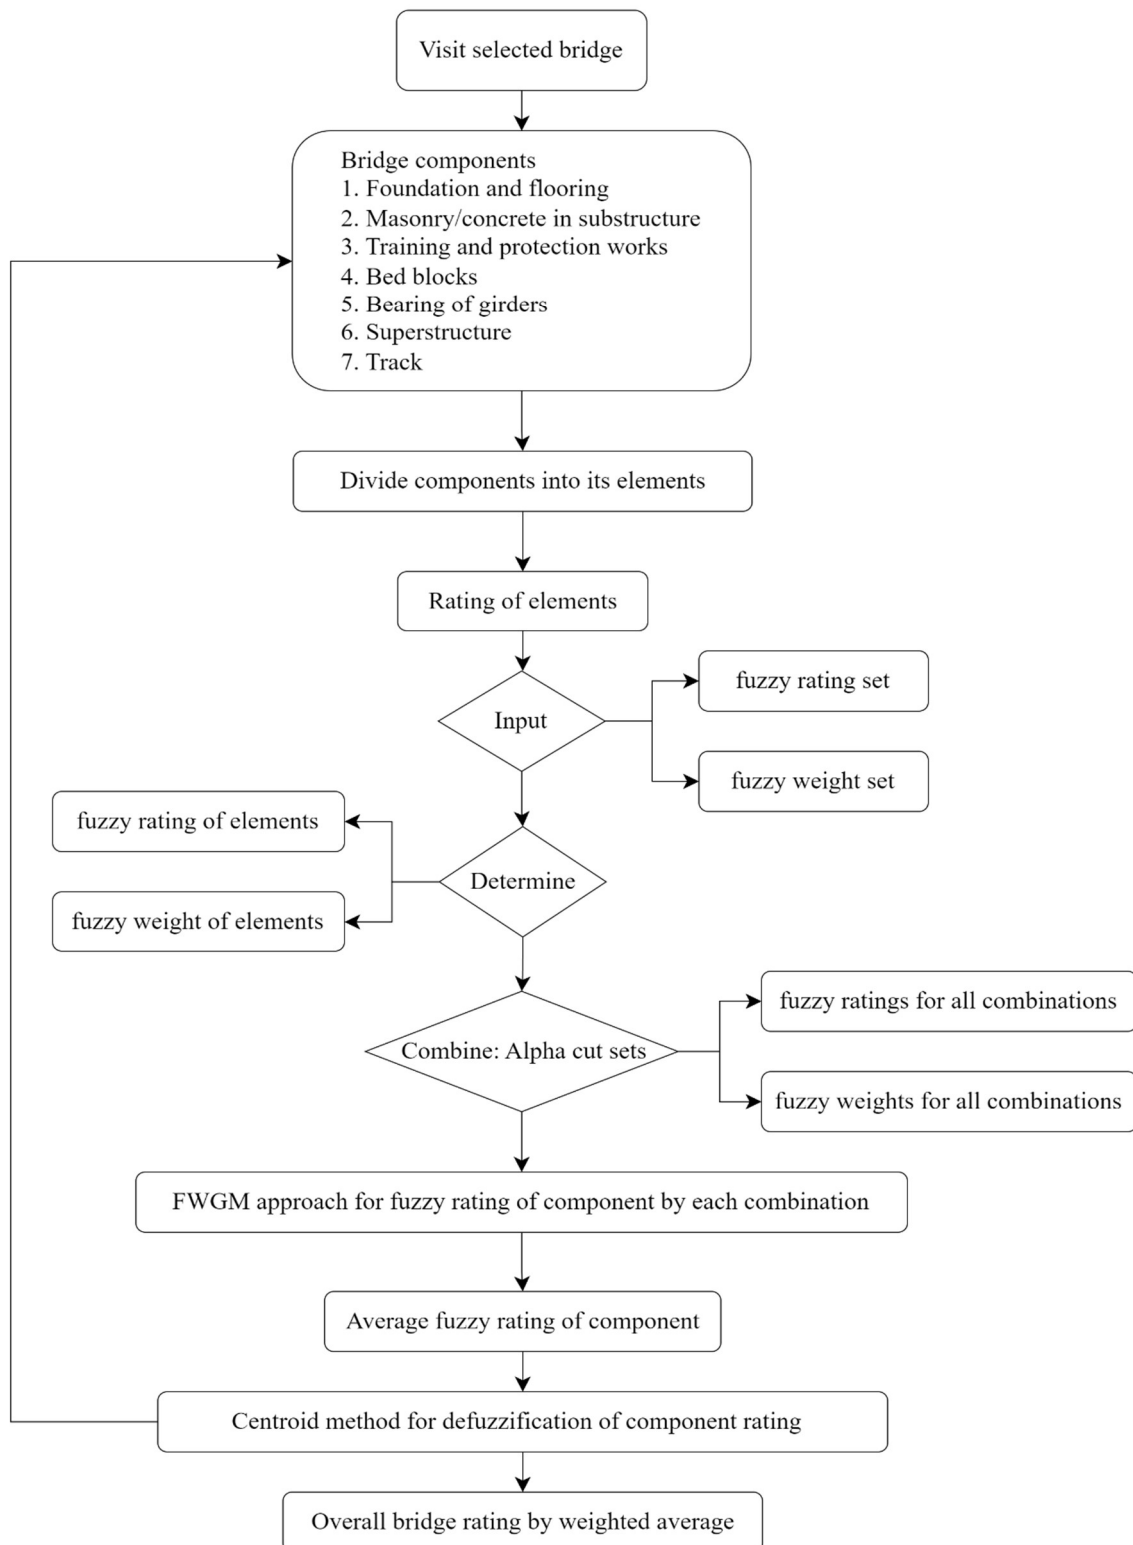 Visit selected bridge
Bridge components
1. Foundation and flooring
2. Masonry/concrete in substructure
3. Training and protection works
4. Bed blocks
5. Bearing of girders
6. Superstructure
7. Track
Divide components into its elements
Rating of elements
Input
fuzzy rating set
fuzzy weight set
Determine
fuzzy rating of elements
fuzzy weight of elements
Combine: Alpha cut sets
fuzzy ratings for all combinations
fuzzy weights for all combinations
FWGM approach for fuzzy rating of component by each combination
Average fuzzy rating of component
Centroid method for defuzzification of component rating
Overall bridge rating by weighted average